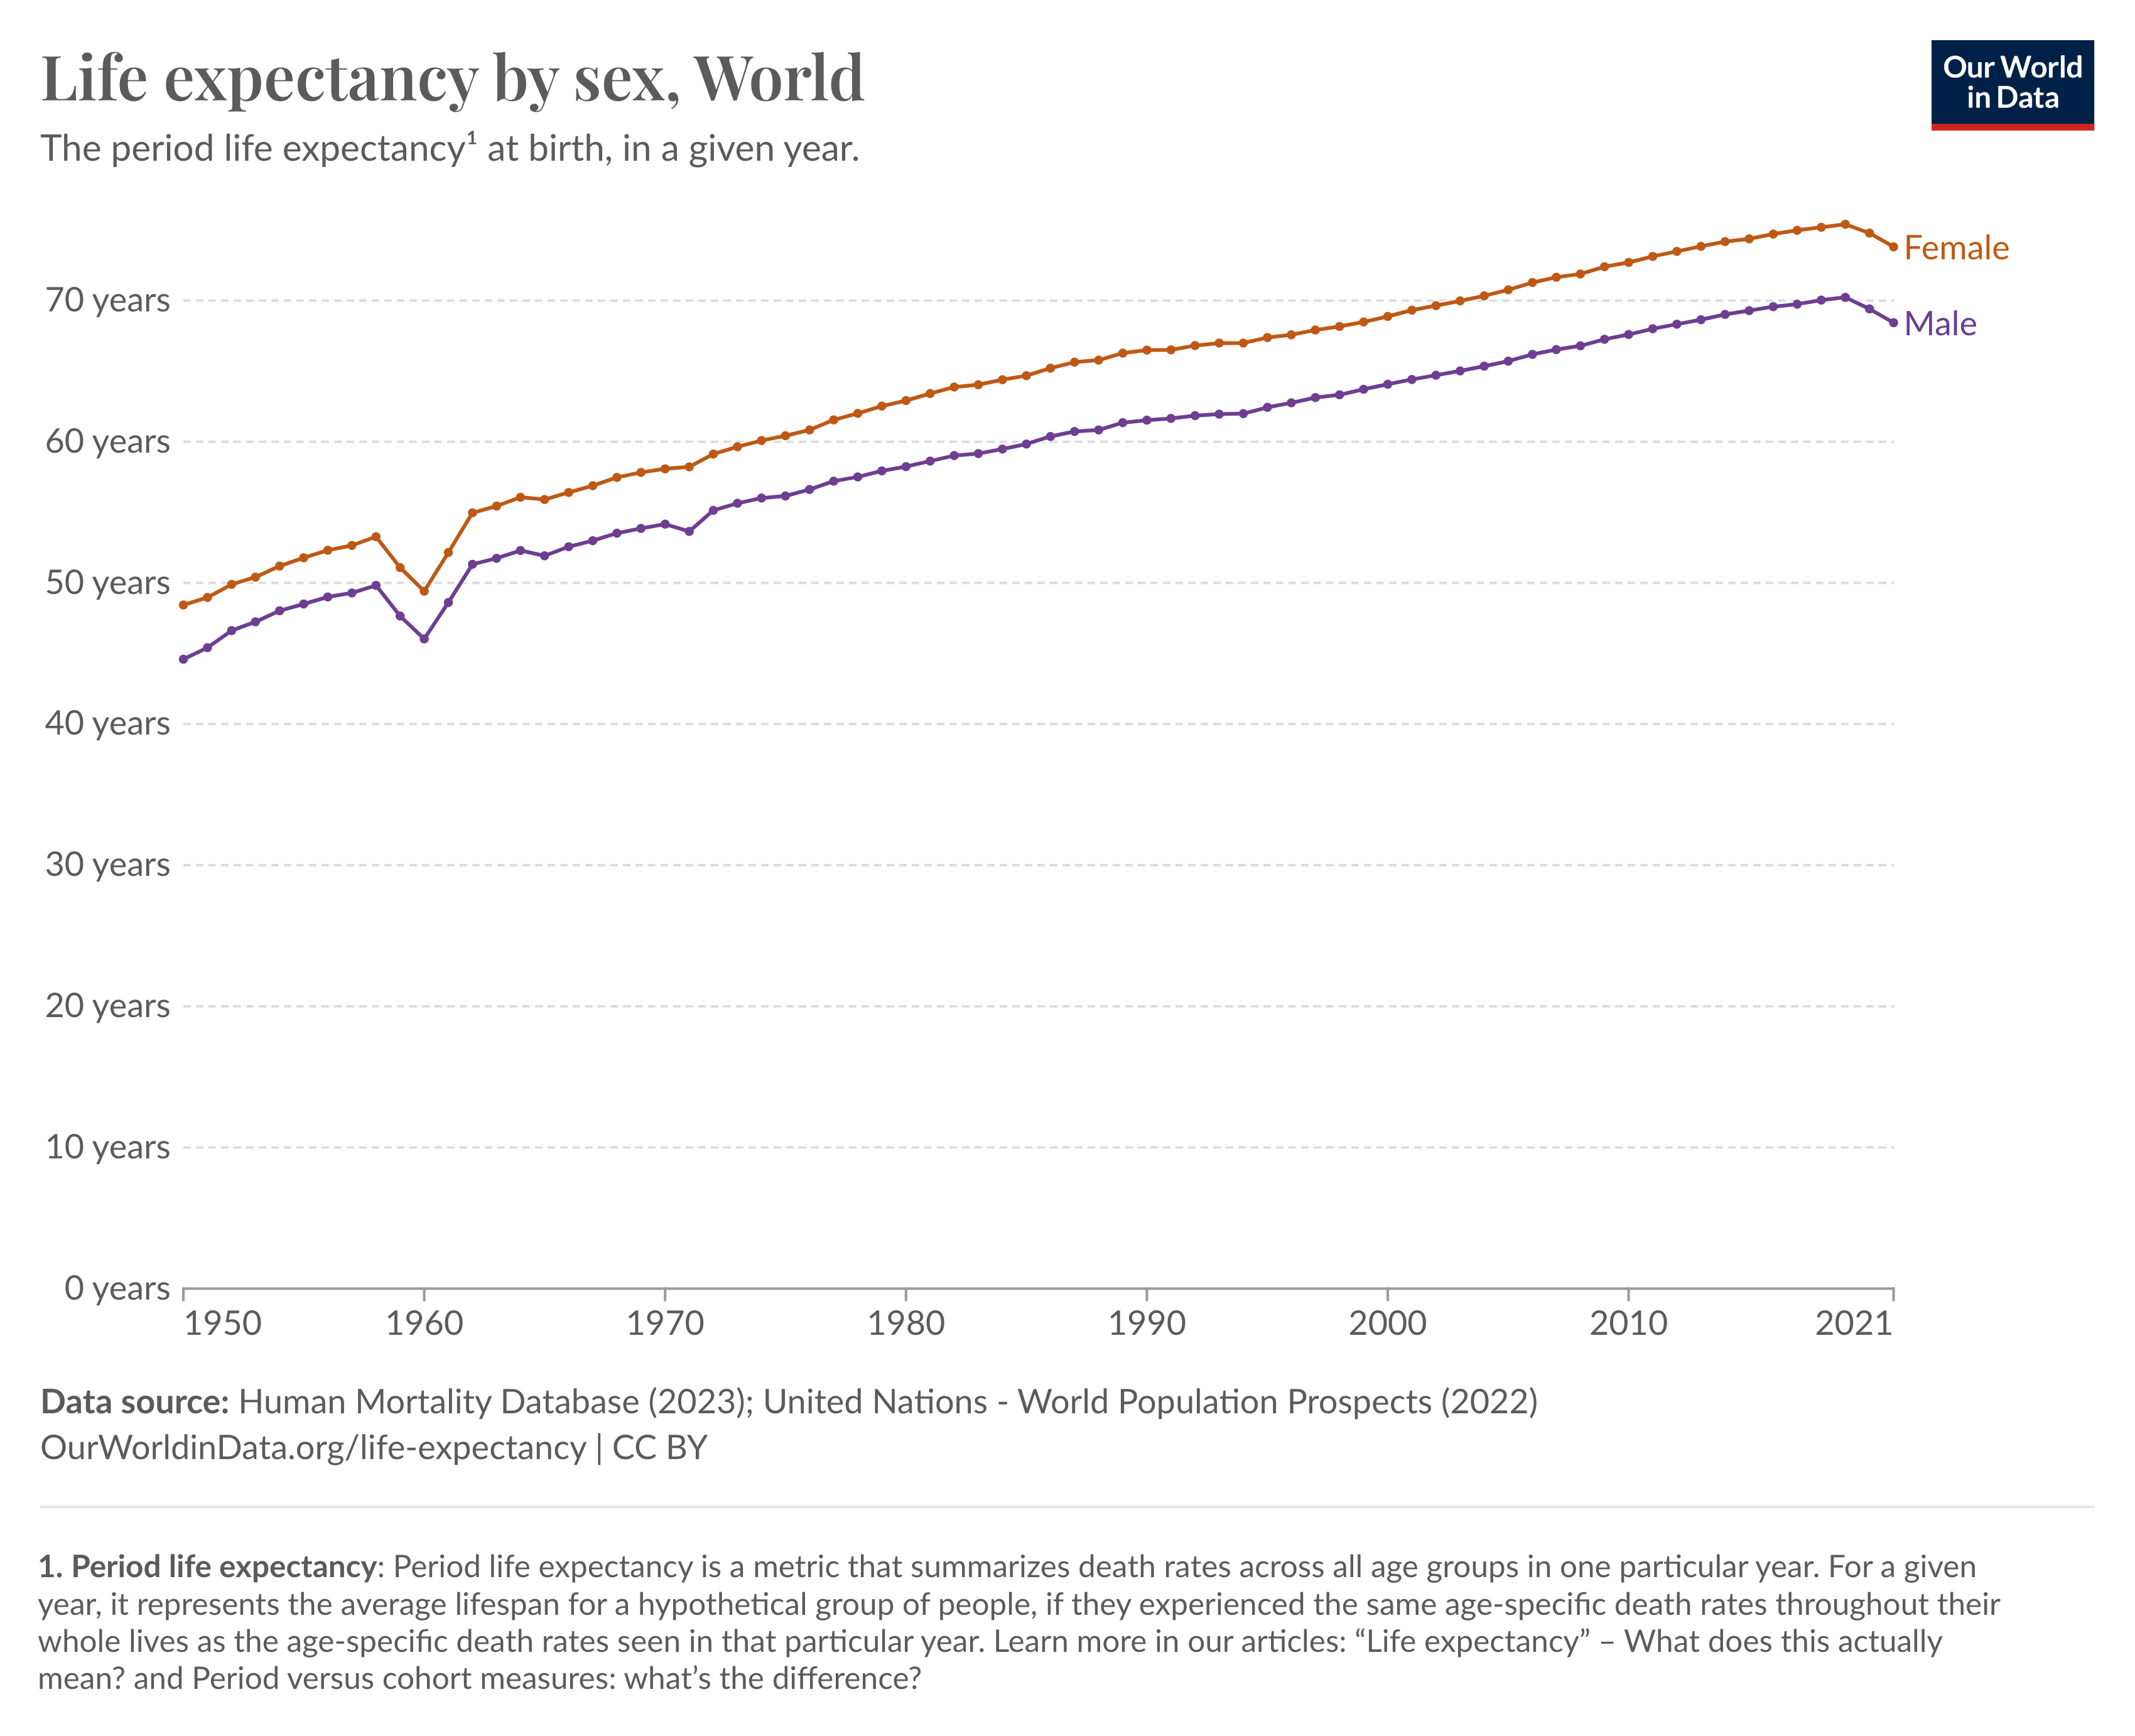 Life expectancy by sex, World
Our World
in Data
The period life expectancy¹ at birth, in a given year.
Female
70 years
Male
60 years
50 years
40 years
30 years
20 years
10 years
0 years
1950 1960 1970 1980 1990 2000 2010 2021
Data source: Human Mortality Database (2023); United Nations - World Population Prospects (2022)
OurWorldinData.org/life-expectancy | CC BY
1. Period life expectancy: Period life expectancy is a metric that summarizes death rates across all age groups in one particular year. For a given
year, it represents the average lifespan for a hypothetical group of people, if they experienced the same age-specific death rates throughout their
whole lives as the age-specific death rates seen in that particular year. Learn more in our articles: “Life expectancy” – What does this actually
mean? and Period versus cohort measures: what’s the difference?